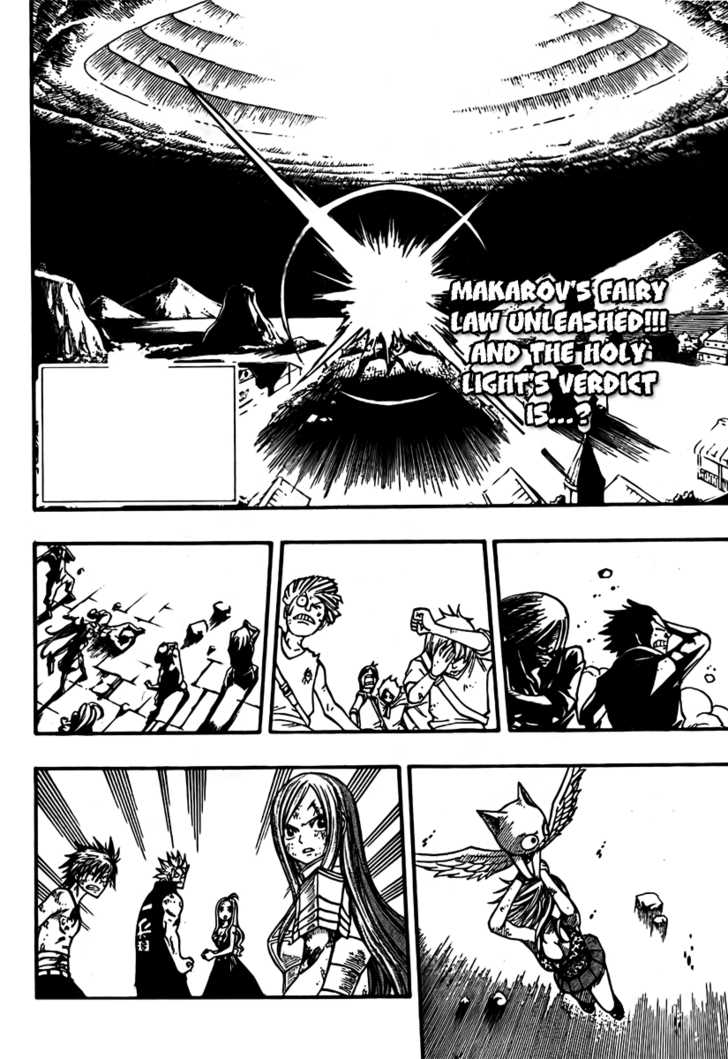 MAKAROV'S FAIRY
LAW UNLEASHED!!!
AND THE HOLY
LIGHT'S VERDICT
IS...?